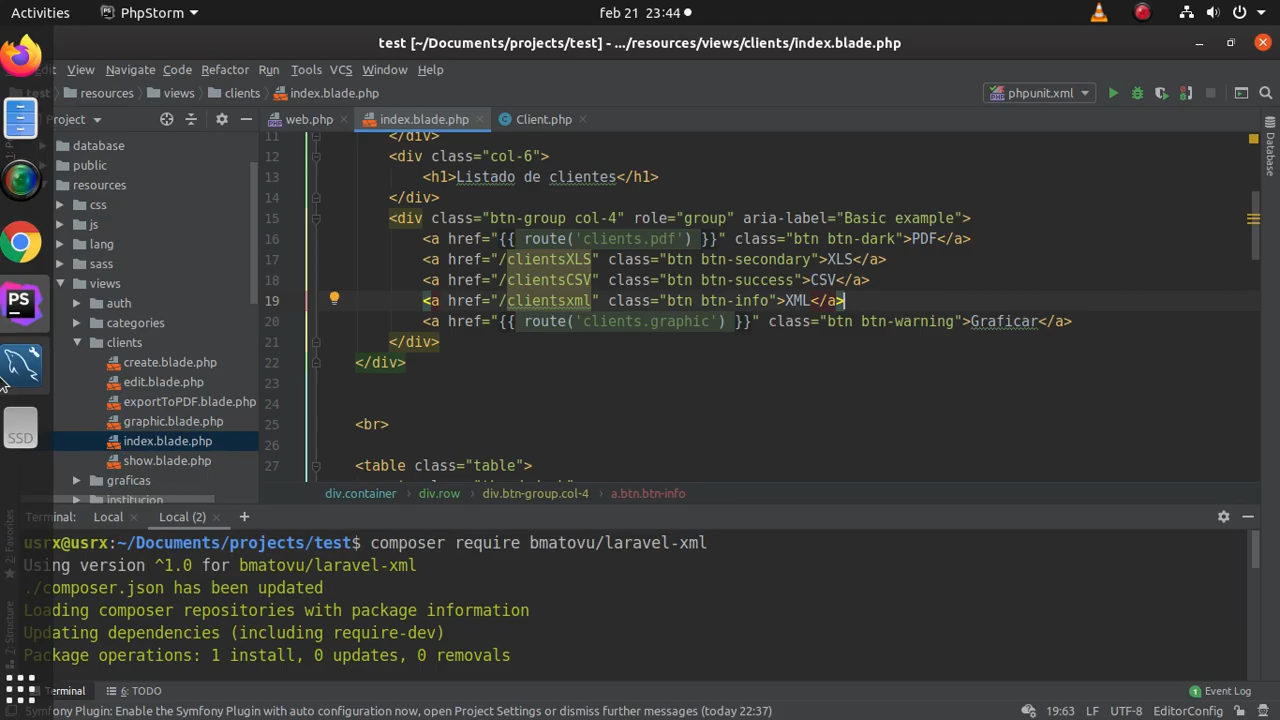 Activities PhpStorm feb 21 23:44
test [~/Documents/projects/test] - .../resources/views/clients/index.blade.php
View Navigate Code Refactor Run Tools VCS Window Help
test resources views clients index.blade.php phpunit.xml
Project web.php index.blade.php Client.php Database
database
public
resources
css
js
lang
sass
views
auth
categories
clients
create.blade.php
edit.blade.php
exportToPDF.blade.php
graphic.blade.php
index.blade.php
show.blade.php
graficas
institucion
11 </div>
12 <div class="col-6">
13 <h1>Listado de clientes</h1>
14 </div>
15 <div class="btn-group col-4" role="group" aria-label="Basic example">
16 <a href="{{ route('clients.pdf') }}" class="btn btn-dark">PDF</a>
17 <a href="/clientsXLS" class="btn btn-secondary">XLS</a>
18 <a href="/clientsCSV" class="btn btn-success">CSV</a>
19 <a href="/clientsxml" class="btn btn-info">XML</a>
20 <a href="{{ route('clients.graphic') }}" class="btn btn-warning">Graficar</a>
21 </div>
22 </div>
23
24
25 <br>
26
27 <table class="table">
div.container div.row div.btn-group.col-4 a.btn.btn-info
SSD
2: Favorites
Z: Structure
Terminal: Local Local (2)
usrx@usrx:~/Documents/projects/test$ composer require bmatovu/laravel-xml
Using version ^1.0 for bmatovu/laravel-xml
./composer.json has been updated
Loading composer repositories with package information
Updating dependencies (including require-dev)
Package operations: 1 install, 0 updates, 0 removals
Terminal 6: TODO 1 Event Log
Symfony Plugin: Enable the Symfony Plugin with auto configuration now, open Project Settings or dismiss further messages (today 22:37) 19:63 LF UTF-8 EditorConfig